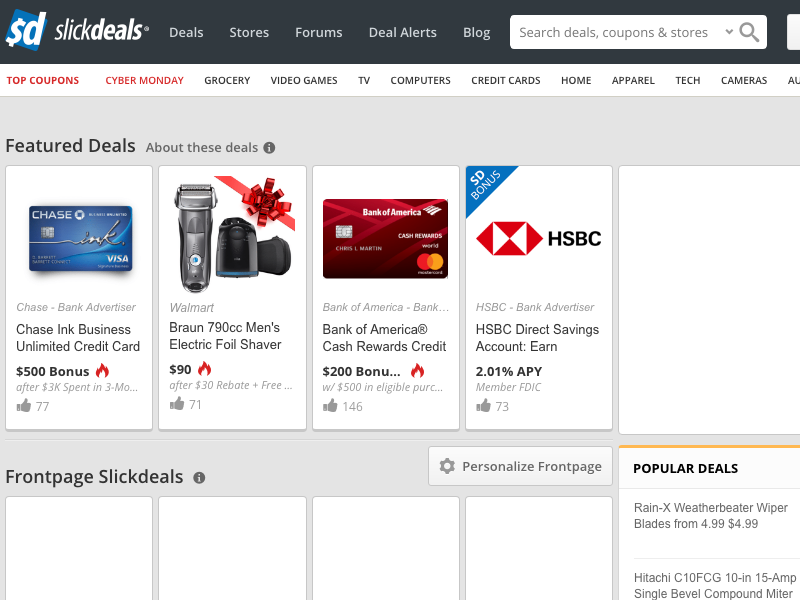 sd slickdeals®
Deals
Stores
Forums
Deal Alerts
Blog
Search deals, coupons & stores
TOP COUPONS
CYBER MONDAY
GROCERY
VIDEO GAMES
TV
COMPUTERS
CREDIT CARDS
HOME
APPAREL
TECH
CAMERAS
AU
Featured Deals About these deals
CHASE
BUSINESS UNLIMITED
ink
VISA
Chase - Bank Advertiser
Chase Ink Business
Unlimited Credit Card
$500 Bonus
after $3K Spent in 3-Mo...
77
Walmart
Braun 790cc Men's
Electric Foil Shaver
$90
after $30 Rebate + Free ...
71
Bank of America
CASH REWARDS
CHRIS L MARTIN
world
mastercard
Bank of America - Bank...
Bank of America®
Cash Rewards Credit
$200 Bonu...
w/ $500 in eligible purc...
146
SD
BONUS
HSBC
HSBC - Bank Advertiser
HSBC Direct Savings
Account: Earn
2.01% APY
Member FDIC
73
Frontpage Slickdeals
Personalize Frontpage
POPULAR DEALS
Rain-X Weatherbeater Wiper
Blades from 4.99 $4.99
Hitachi C10FCG 10-in 15-Amp
Single Bevel Compound Miter